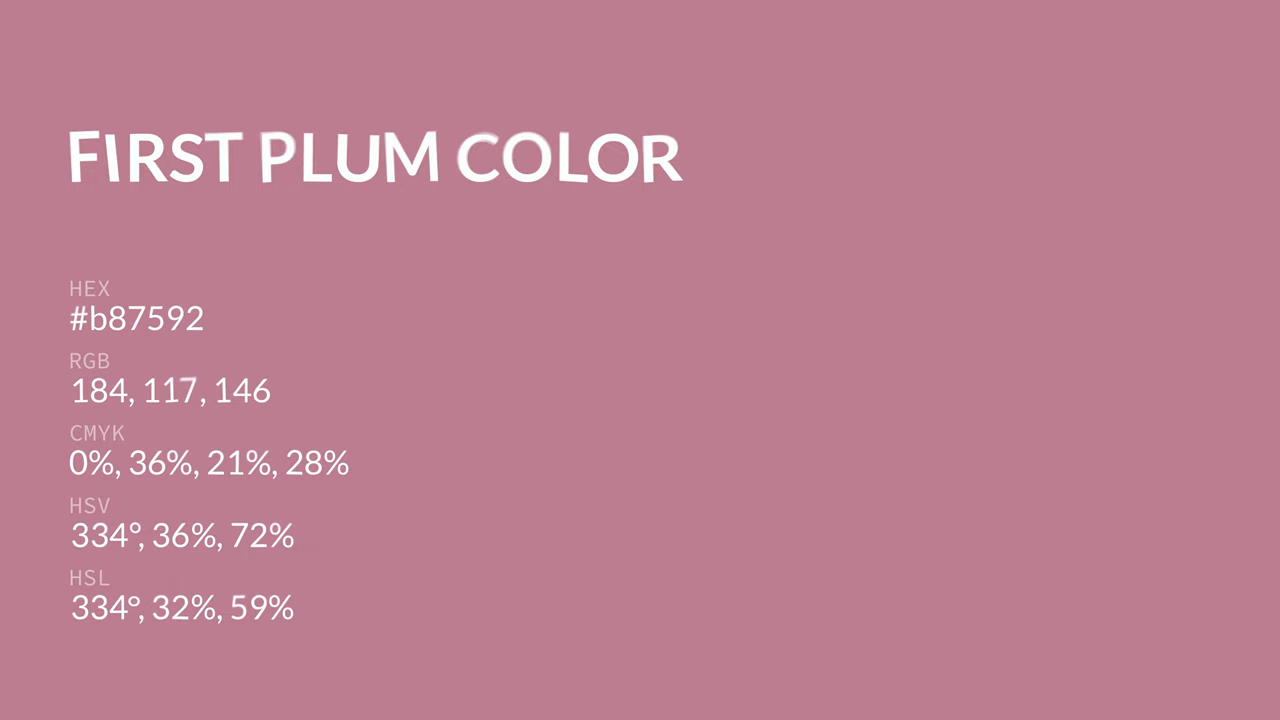 FIRST PLUM COLOR
HEX
#b87592
RGB
184, 117, 146
CMYK
0%, 36%, 21%, 28%
HSV
334°, 36%, 72%
HSL
334°, 32%, 59%